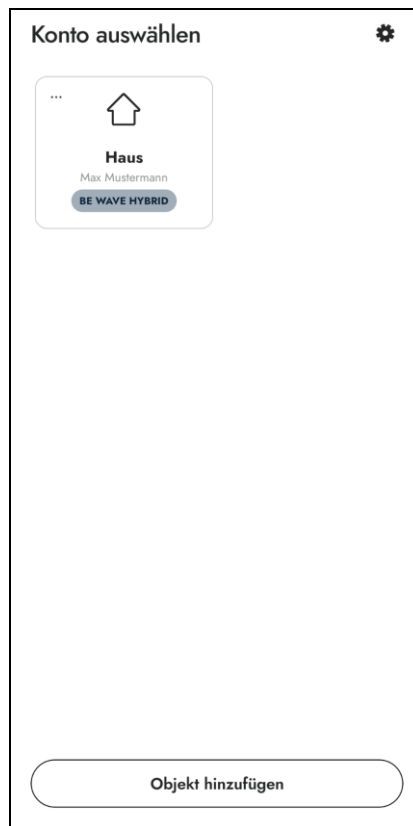 Konto auswählen
...
Haus
Max Mustermann
BE WAVE HYBRID
Objekt hinzufügen